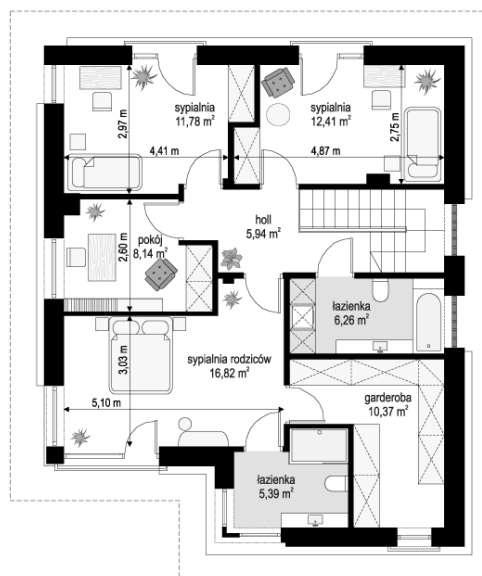 sypialnia
11,78 m²
2,97 m
4,41 m
sypialnia
12,41 m²
2,75 m
4,87 m
holl
5,94 m²
pokój
8,14 m²
2,60 m
łazienka
6,26 m²
sypialnia rodziców
16,82 m²
3,03 m
5,10 m
garderoba
10,37 m²
łazienka
5,39 m²